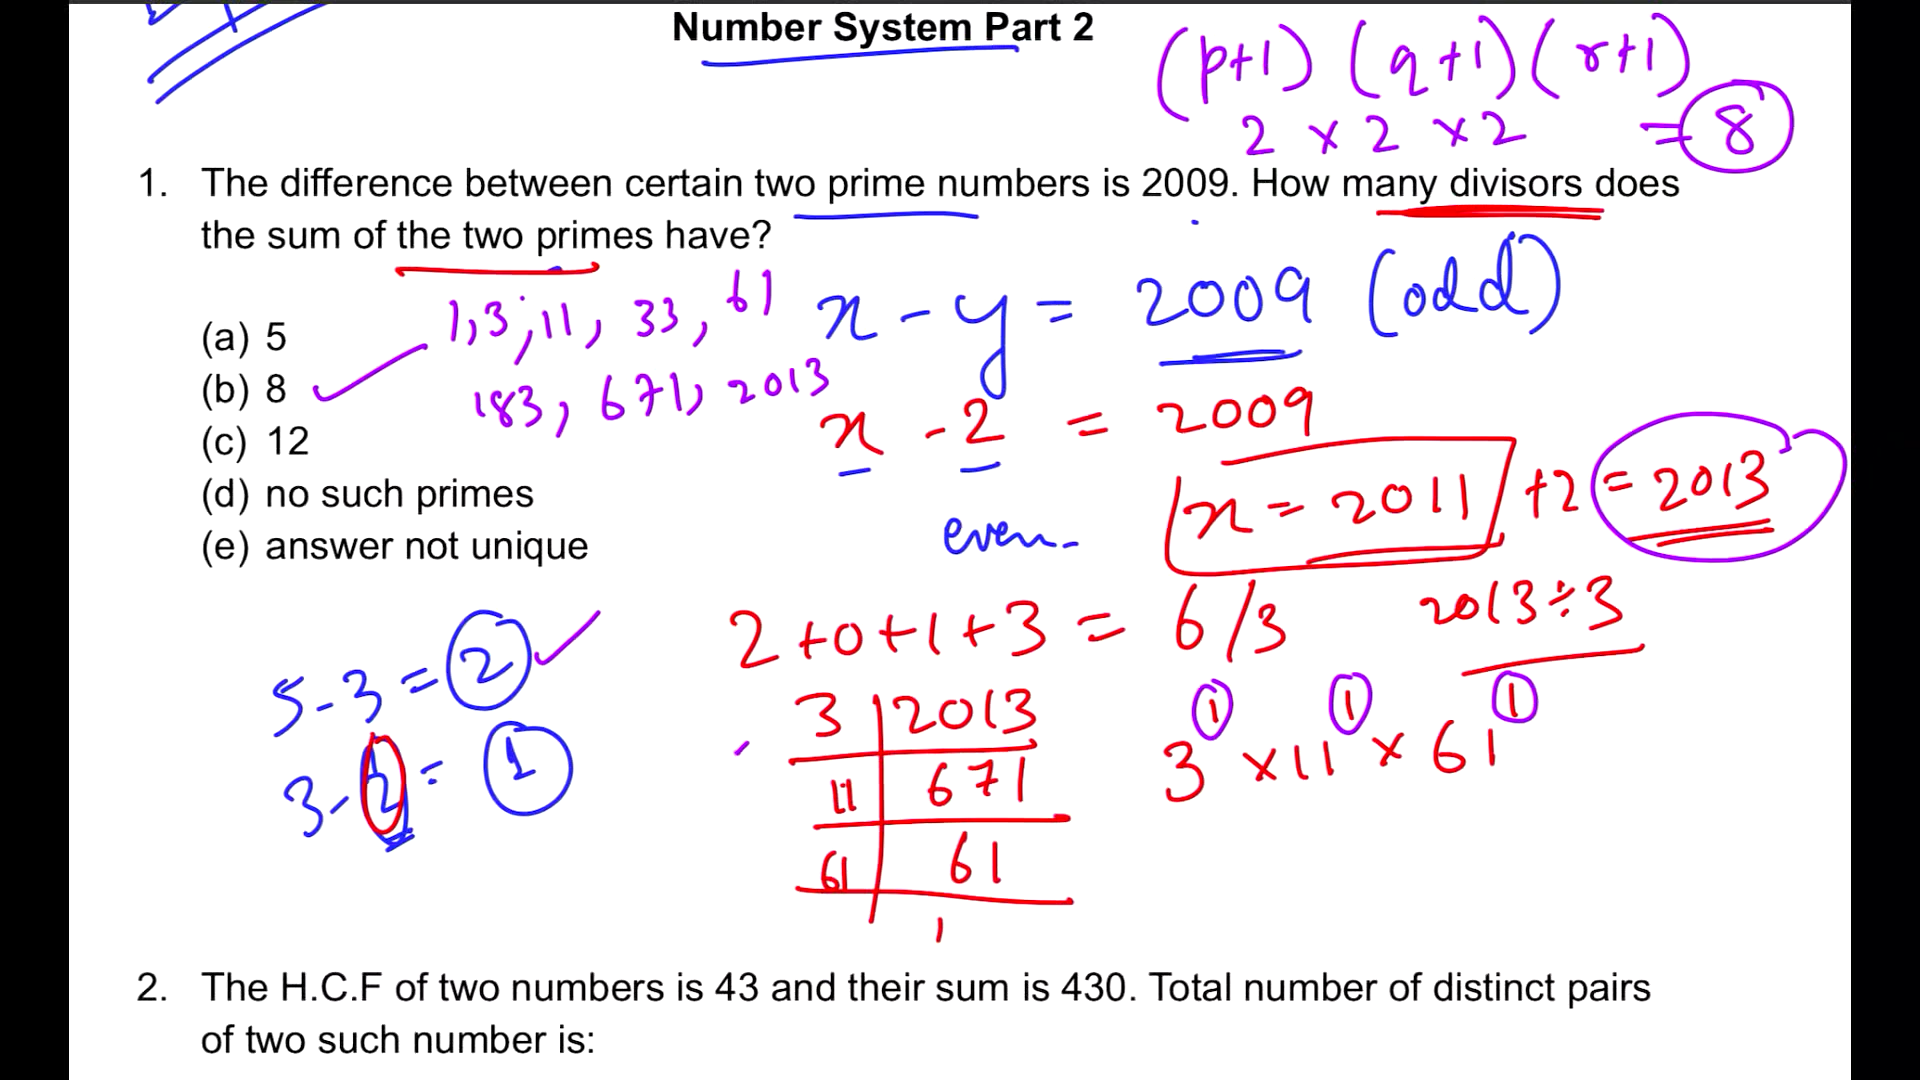 Number System Part 2
(p+1) (q+1) (r+1)
2 × 2 × 2 = 8
1. The difference between certain two prime numbers is 2009. How many divisors does
the sum of the two primes have?
(a) 5
(b) 8
(c) 12
(d) no such primes
(e) answer not unique
1, 3, 11, 33, 61
183, 671, 2013
x - y = 2009 (odd)
x - 2 = 2009
x = 2011 +2 = 2013
even
2+0+1+3 = 6/3
2013÷3
5-3 = 2
3-2 = 1
3 | 2013
11 | 671
61 | 61
1
3¹ × 11¹ × 61¹
2. The H.C.F of two numbers is 43 and their sum is 430. Total number of distinct pairs
of two such number is: